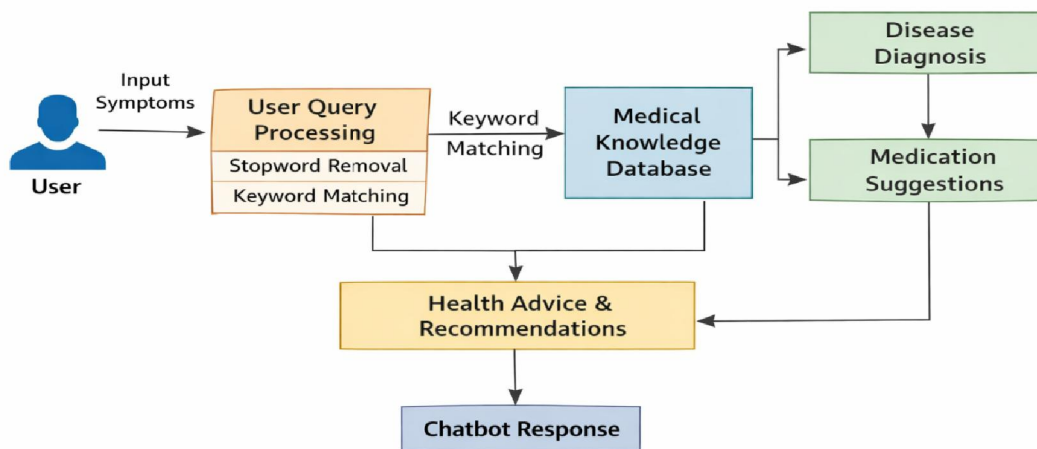 Input
Symptoms
User
User Query
Processing
Stopword Removal
Keyword Matching
Keyword
Matching
Medical
Knowledge
Database
Disease
Diagnosis
Medication
Suggestions
Health Advice &
Recommendations
Chatbot Response